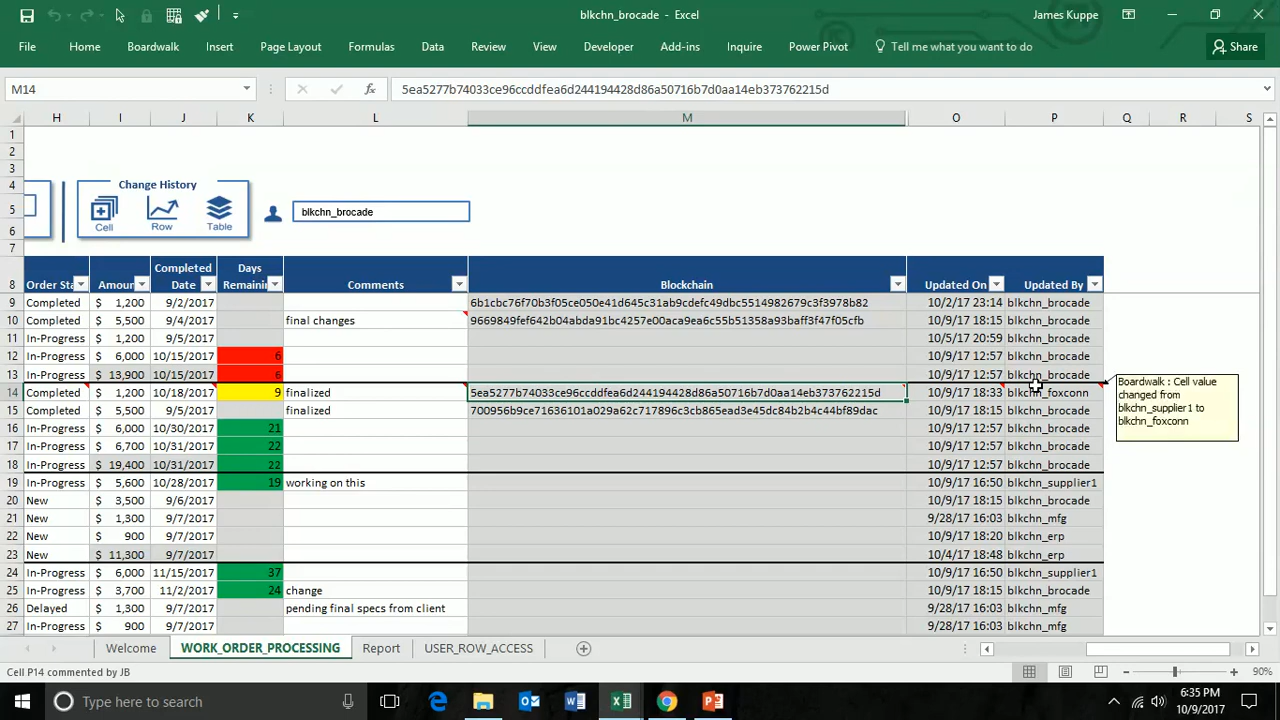 blkchn_brocade - Excel
James Kuppe
File Home Boardwalk Insert Page Layout Formulas Data Review View Developer Add-ins Inquire Power Pivot Tell me what you want to do Share
M14 fx 5ea5277b74033ce96ccddfea6d244194428d86a50716b7d0aa14eb373762215d
H I J K L M O P Q R S
1
2
3
4 Change History
5 blkchn_brocade
6 Cell Row Table
7
Completed Days
8 Order Sta Amoun Date Remainin Comments Blockchain Updated On Updated By
9 Completed $ 1,200 9/2/2017 6b1cbc76f70b3f05ce050e41d645c31ab9cdefc49dbc5514982679c3f3978b82 10/2/17 23:14 blkchn_brocade
10 Completed $ 5,500 9/4/2017 final changes 9669849fef642b04abda91bc4257e00aca9ea6c55b51358a93baff3f47f05cfb 10/9/17 18:15 blkchn_brocade
11 In-Progress $ 1,200 9/5/2017 10/5/17 20:59 blkchn_brocade
12 In-Progress $ 6,000 10/15/2017 6 10/9/17 12:57 blkchn_brocade
13 In-Progress $ 13,900 10/15/2017 6 10/9/17 12:57 blkchn_brocade
14 Completed $ 1,200 10/18/2017 9 finalized 5ea5277b74033ce96ccddfea6d244194428d86a50716b7d0aa14eb373762215d 10/9/17 18:33 blkchn_foxconn
15 Completed $ 5,500 9/5/2017 finalized 700956b9ce71636101a029a62c717896c3cb865ead3e45dc84b2b4c44bf89dac 10/9/17 18:15 blkchn_brocade
16 In-Progress $ 6,000 10/30/2017 21 10/9/17 12:57 blkchn_brocade
17 In-Progress $ 6,700 10/31/2017 22 10/9/17 12:57 blkchn_brocade
18 In-Progress $ 19,400 10/31/2017 22 10/9/17 12:57 blkchn_brocade
19 In-Progress $ 5,600 10/28/2017 19 working on this 10/9/17 16:50 blkchn_supplier1
20 New $ 3,500 9/6/2017 10/9/17 18:15 blkchn_brocade
21 New $ 1,300 9/7/2017 9/28/17 16:03 blkchn_mfg
22 New $ 900 9/7/2017 10/9/17 18:20 blkchn_erp
23 New $ 11,300 9/7/2017 10/4/17 18:48 blkchn_erp
24 In-Progress $ 6,000 11/15/2017 37 10/9/17 16:50 blkchn_supplier1
25 In-Progress $ 3,700 11/2/2017 24 change 10/9/17 18:15 blkchn_brocade
26 Delayed $ 1,300 9/7/2017 pending final specs from client 9/28/17 16:03 blkchn_mfg
27 In-Progress $ 900 9/7/2017 9/28/17 16:03 blkchn_mfg
Boardwalk : Cell value
changed from
blkchn_supplier1 to
blkchn_foxconn
Welcome WORK_ORDER_PROCESSING Report USER_ROW_ACCESS
Cell P14 commented by JB 90%
Type here to search 6:35 PM
10/9/2017